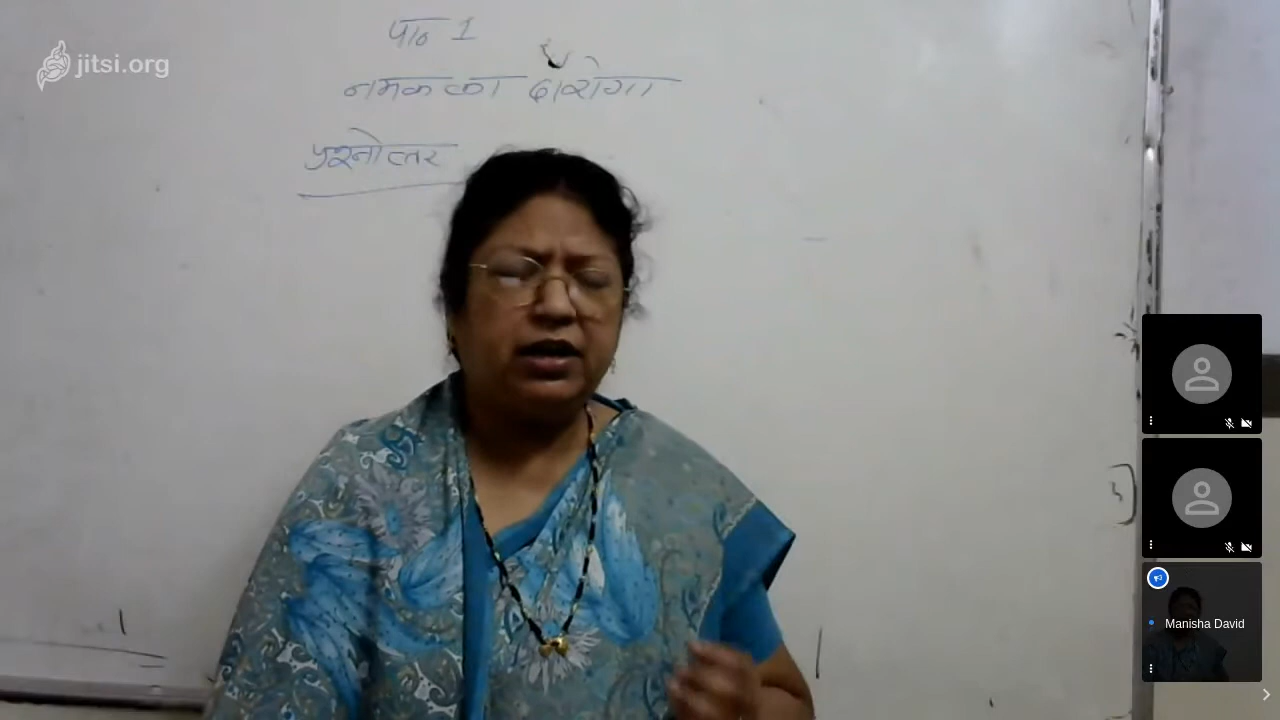 jitsi.org
पाठ 1
नमक का दारोगा
प्रश्नोत्तर
Manisha David